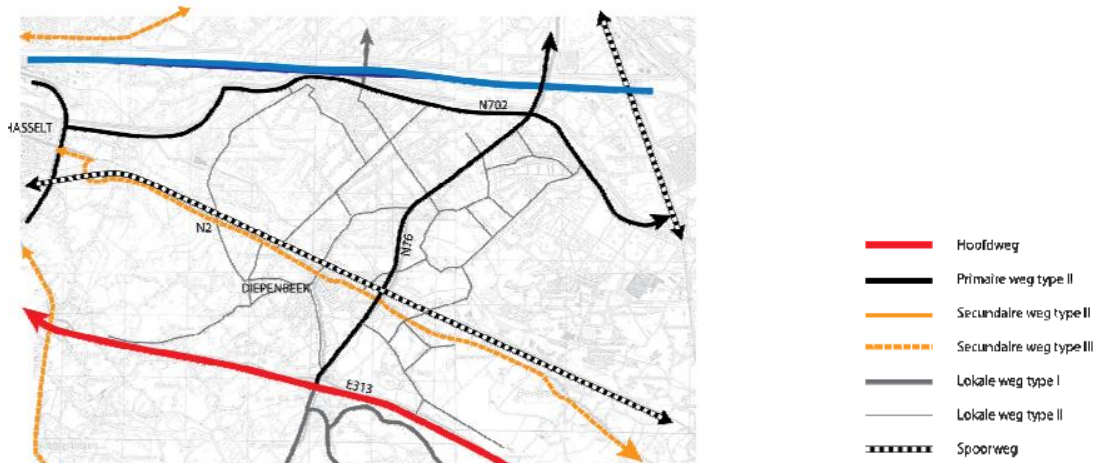 N702
HASSELT
N2
N76
DIEPENBEEK
E313
Hoofdweg
Primaire weg type II
Secundaire weg type II
Secundaire weg type III
Lokale weg type I
Lokale weg type II
Spoorweg